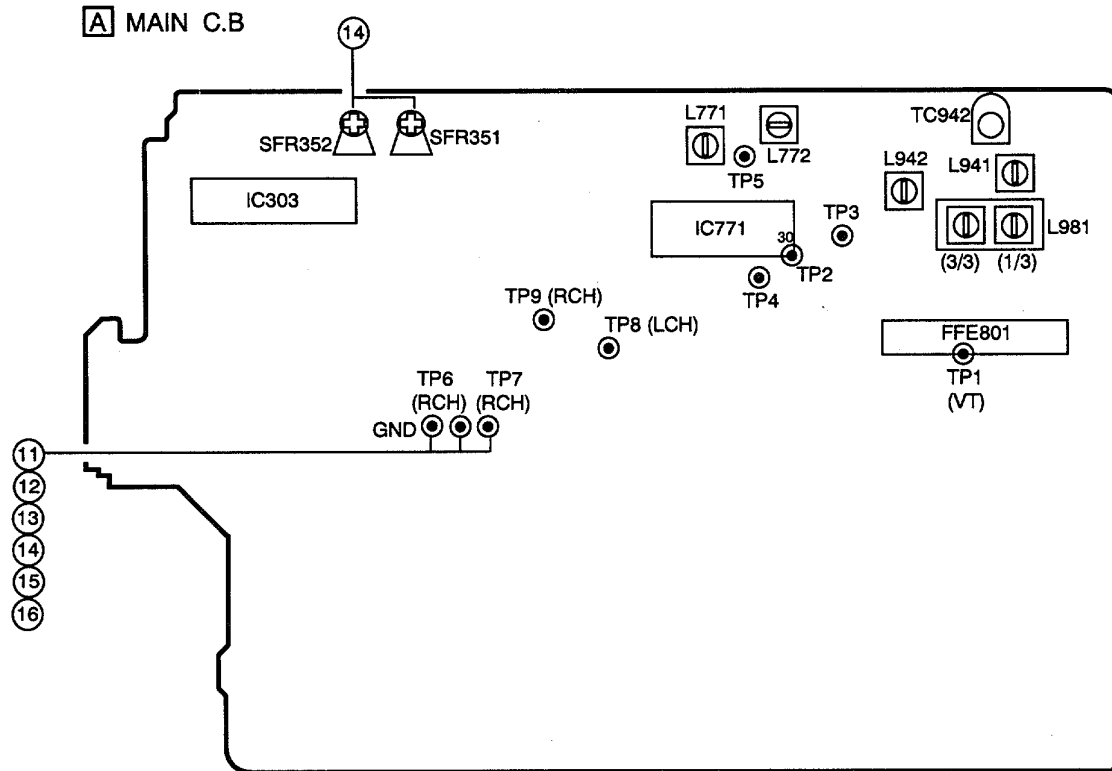 A MAIN C.B
14
SFR352
SFR351
IC303
L771
L772
TP5
TC942
L942
L941
L981
(3/3)
(1/3)
IC771
30
TP3
TP2
TP4
TP9 (RCH)
TP8 (LCH)
FFE801
TP1
(VT)
TP6
(RCH)
TP7
(RCH)
GND
11
12
13
14
15
16